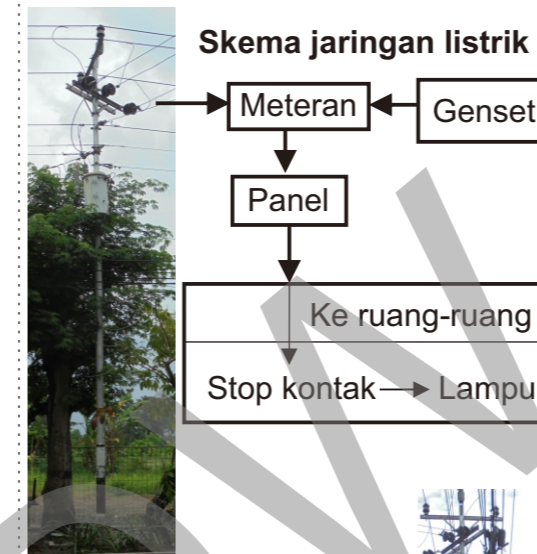 Skema jaringan listrik
Meteran
Genset
Panel
Ke ruang-ruang
Stop kontak
Lampu